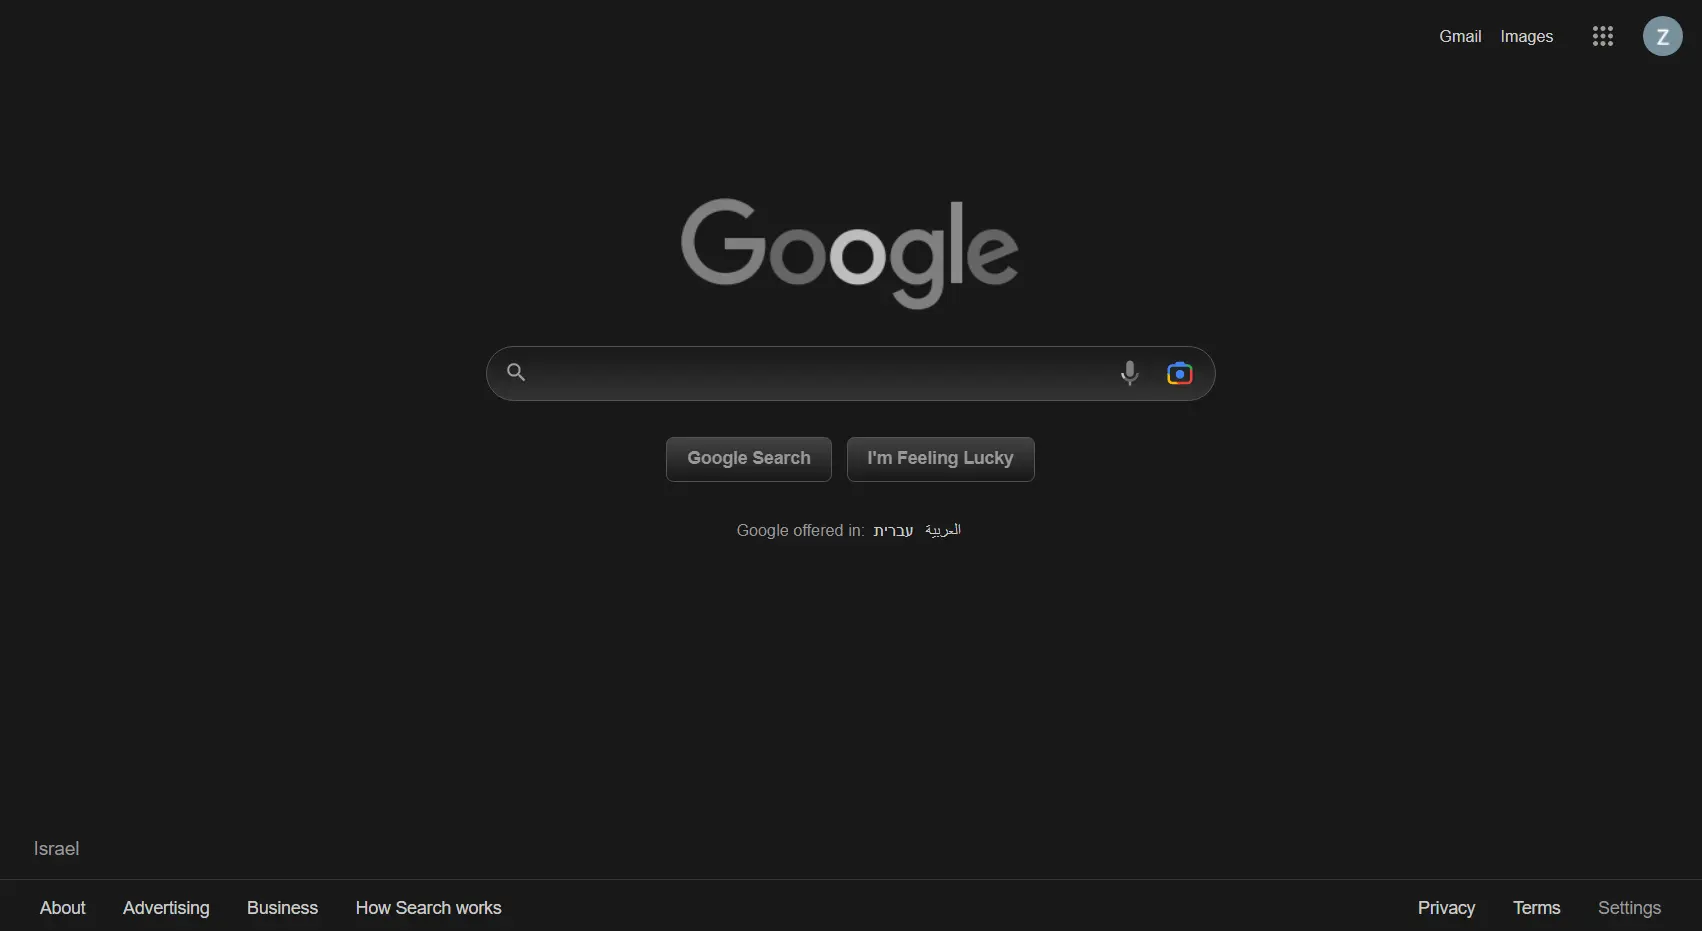 Gmail Images Z
Google
Google Search I'm Feeling Lucky
Google offered in: עברית العربية
Israel
About Advertising Business How Search works Privacy Terms Settings